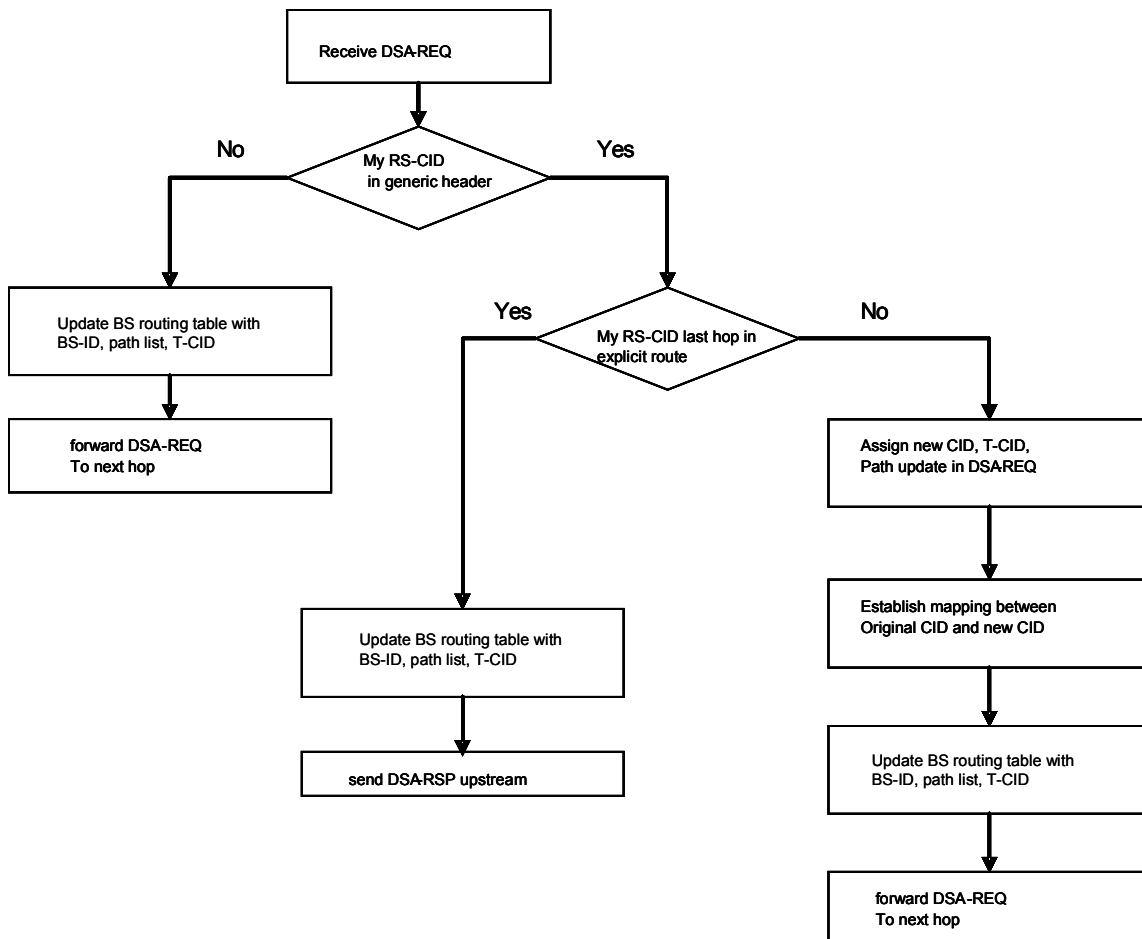 Receive DSA-REQ
No
Yes
My RS-CID
in generic header
Update BS routing table with
BS-ID, path list, T-CID
forward DSA-REQ
To next hop
Yes
No
My RS-CID last hop in
explicit route
Update BS routing table with
BS-ID, path list, T-CID
send DSA-RSP upstream
Assign new CID, T-CID,
Path update in DSA-REQ
Establish mapping between
Original CID and new CID
Update BS routing table with
BS-ID, path list, T-CID
forward DSA-REQ
To next hop